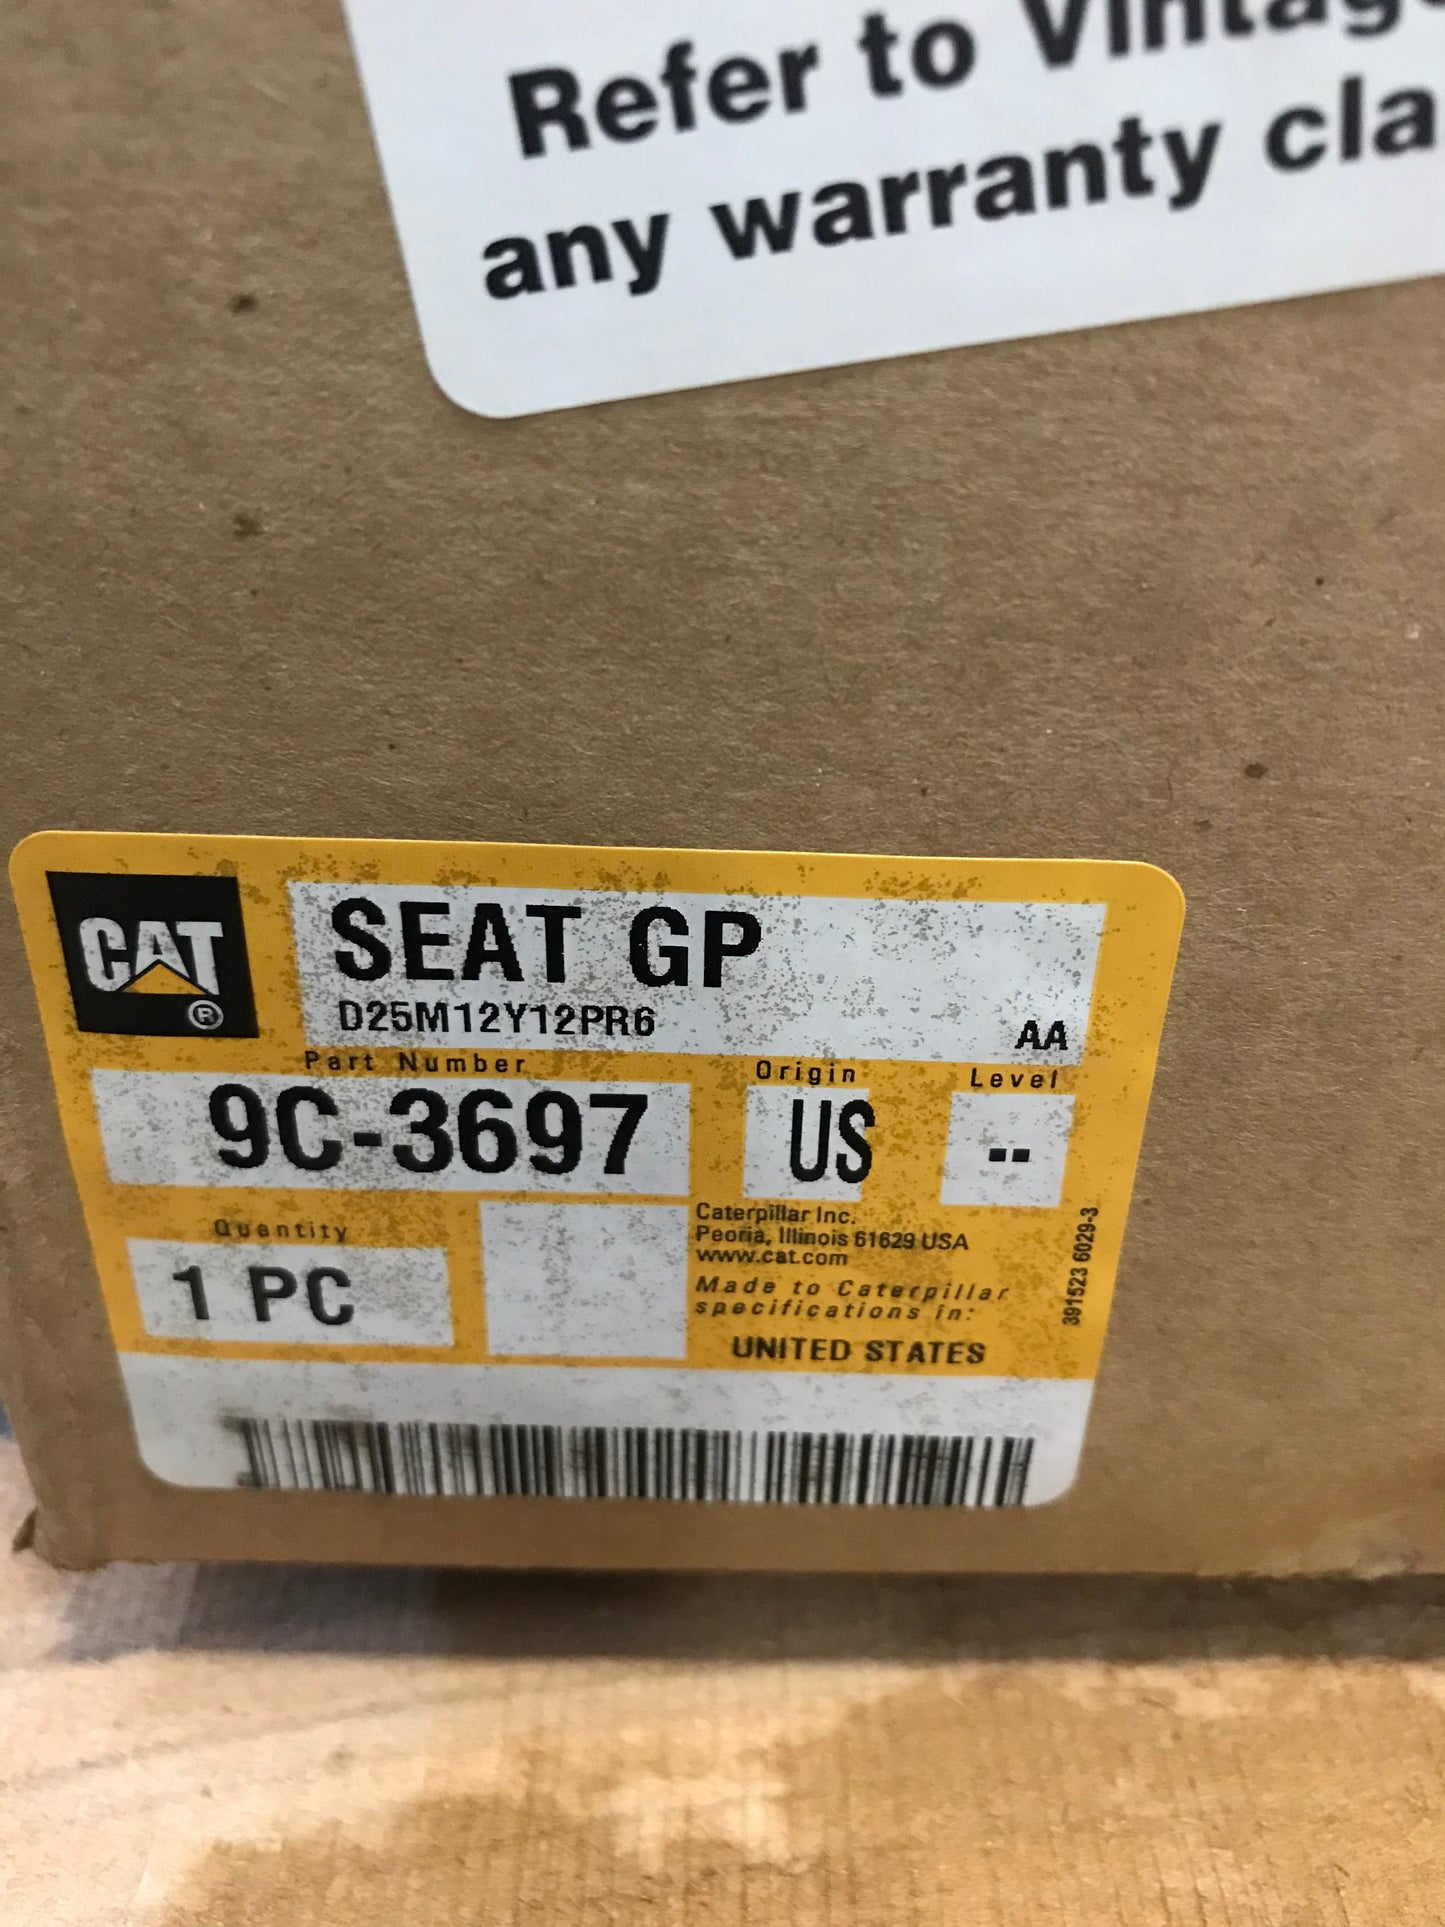 Refer to Vintag
any warranty cla
CAT ®
SEAT GP
D25M12Y12PR6
AA
Part Number
Origin
Level
9C-3697
US
--
Quantity
1 PC
Caterpillar Inc.
Peoria, Illinois 61629 USA
www.cat.com
Made to Caterpillar
specifications in:
UNITED STATES
391523 6029-3